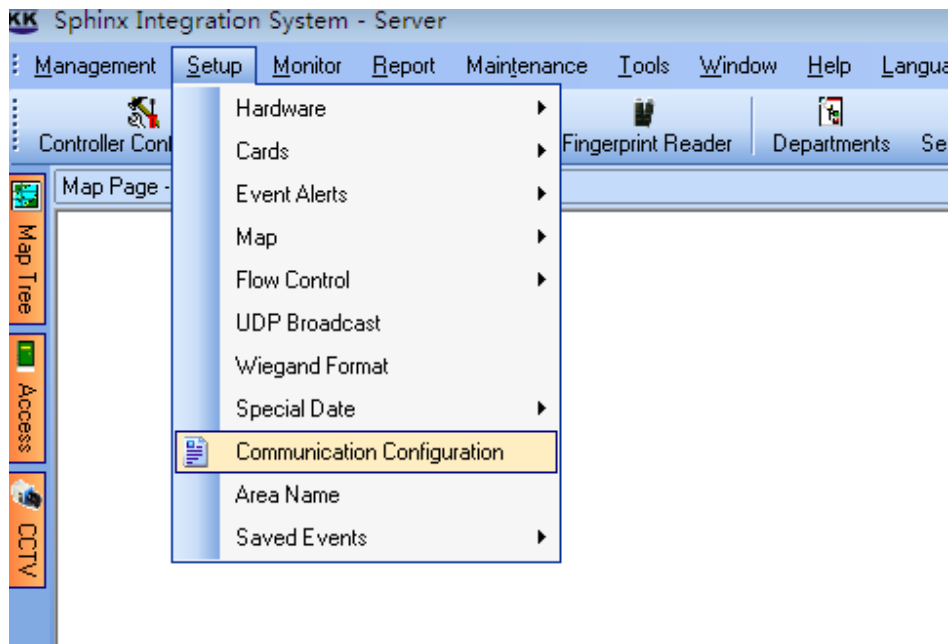 KK Sphinx Integration System - Server
Management Setup Monitor Report Maintenance Tools Window Help
Controller Fingerprint Reader Departments
Map Page -
Hardware
Cards
Event Alerts
Map
Flow Control
UDP Broadcast
Wiegand Format
Special Date
Communication Configuration
Area Name
Saved Events
Map Tree
Access
CCTV